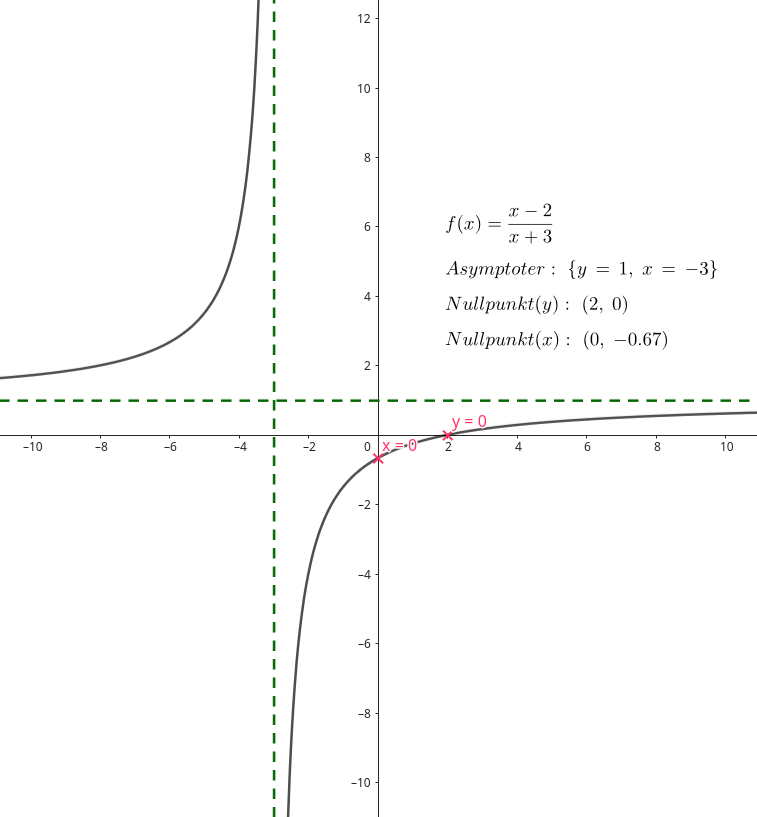 12
10
8
6
f(x) = \frac{x − 2}{x + 3}
Asymptoter : {y = 1, x = −3}
4
Nullpunkt(y) : (2, 0)
Nullpunkt(x) : (0, −0.67)
2
y = 0
x = 0
–10 –8 –6 –4 –2 0 2 4 6 8 10
–2
–4
–6
–8
–10